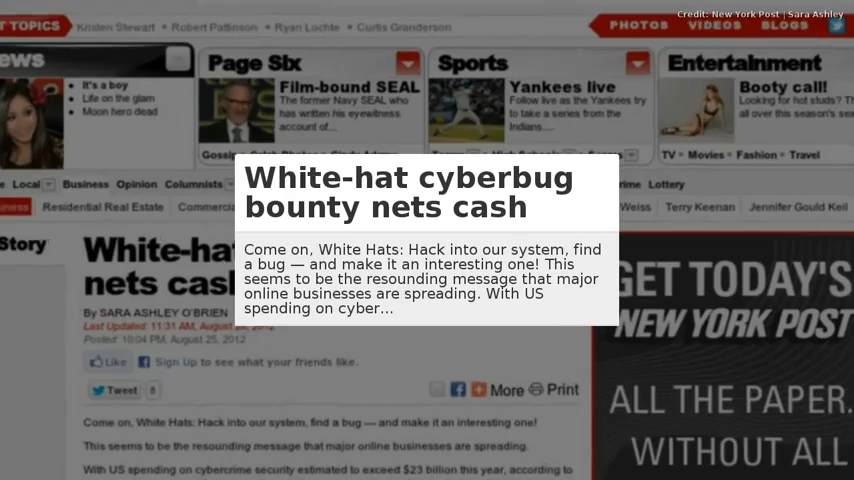 Credit: New York Post | Sara Ashley
T TOPICS Kristen Stewart • Robert Pattinson • Ryan Lochte • Curtis Granderson PHOTOS VIDEOS BLOGS
ews Page Six Sports Entertainment
• It's a boy
• Life on the glam
• Moon hero dead
Film-bound SEAL
The former Navy SEAL who
has written his eyewitness
account of...
Yankees live
Follow live as the Yankees try
to take a series from the
Indians....
Booty call!
Looking for hot studs? Th
all over this season's se
TV • Movies • Fashion • Travel
Local Business Opinion Columnists
rime Lottery
iness Residential Real Estate Commercia
Weiss Terry Keenan Jennifer Gould Keil
White-hat cyberbug
bounty nets cash
Come on, White Hats: Hack into our system, find
a bug — and make it an interesting one! This
seems to be the resounding message that major
online businesses are spreading. With US
spending on cyber...
Story
White-hat
nets cash
By SARA ASHLEY O'BRIEN
Last Updated: 11:31 AM, August 26, 2012
Posted: 10:04 PM, August 25, 2012
Like Sign Up to see what your friends like.
Tweet 8 More Print
Come on, White Hats: Hack into our system, find a bug — and make it an interesting one!
This seems to be the resounding message that major online businesses are spreading.
With US spending on cybercrime security estimated to exceed $23 billion this year, according to
GET TODAY'S
NEW YORK POST
ALL THE PAPER.
WITHOUT ALL